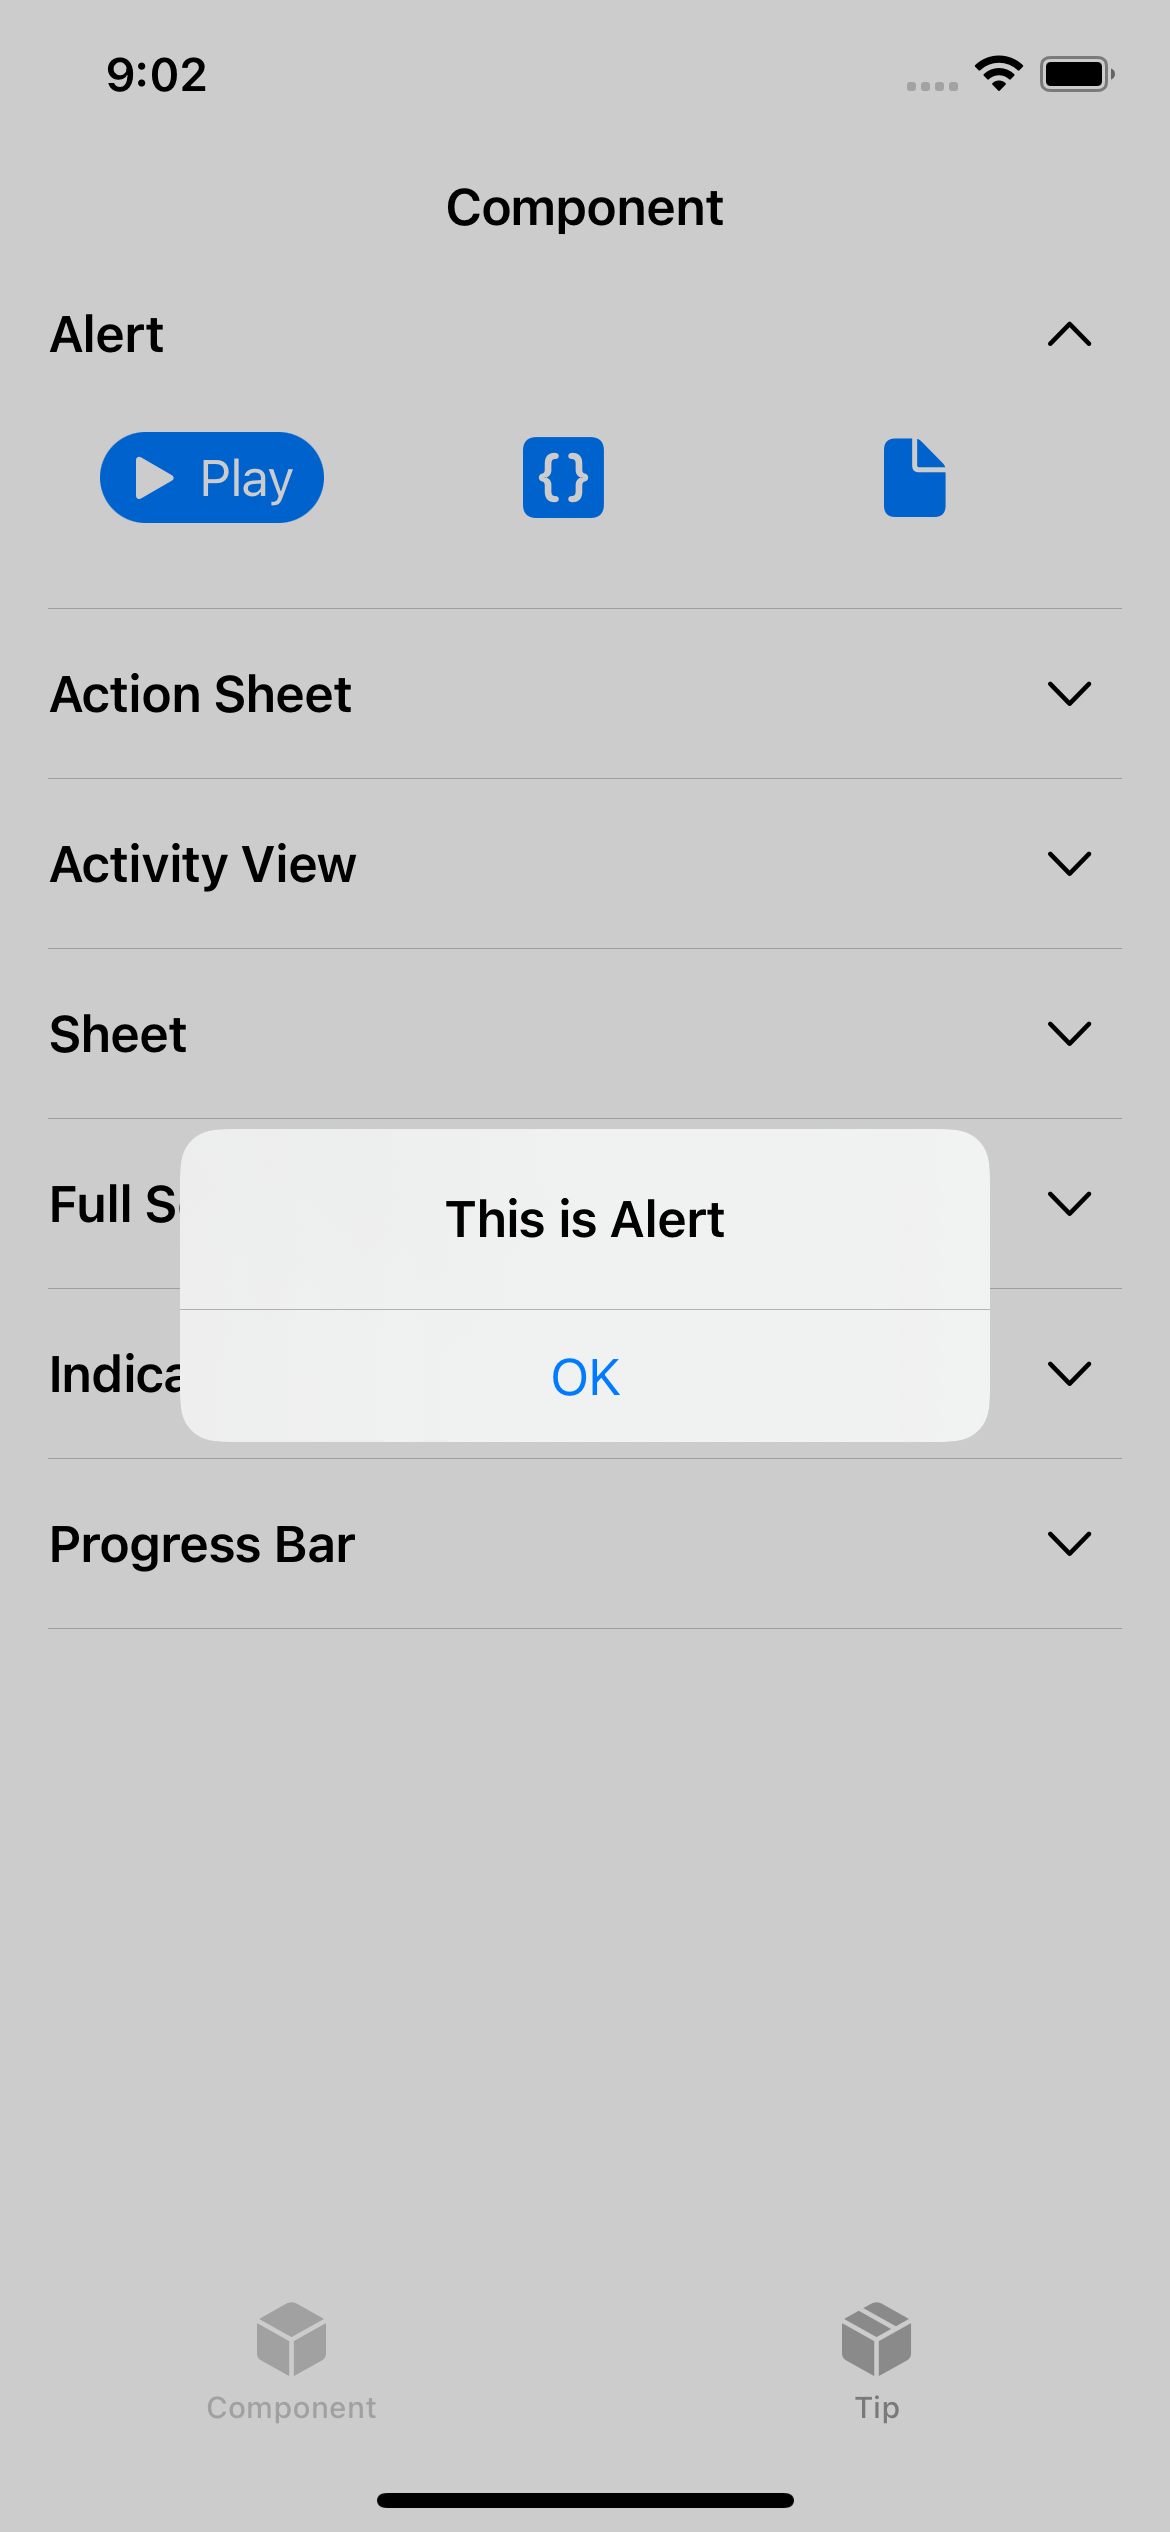 9:02
Component
Alert
Play
{}
Action Sheet
Activity View
Sheet
Full S
This is Alert
Indica
OK
Progress Bar
Component
Tip